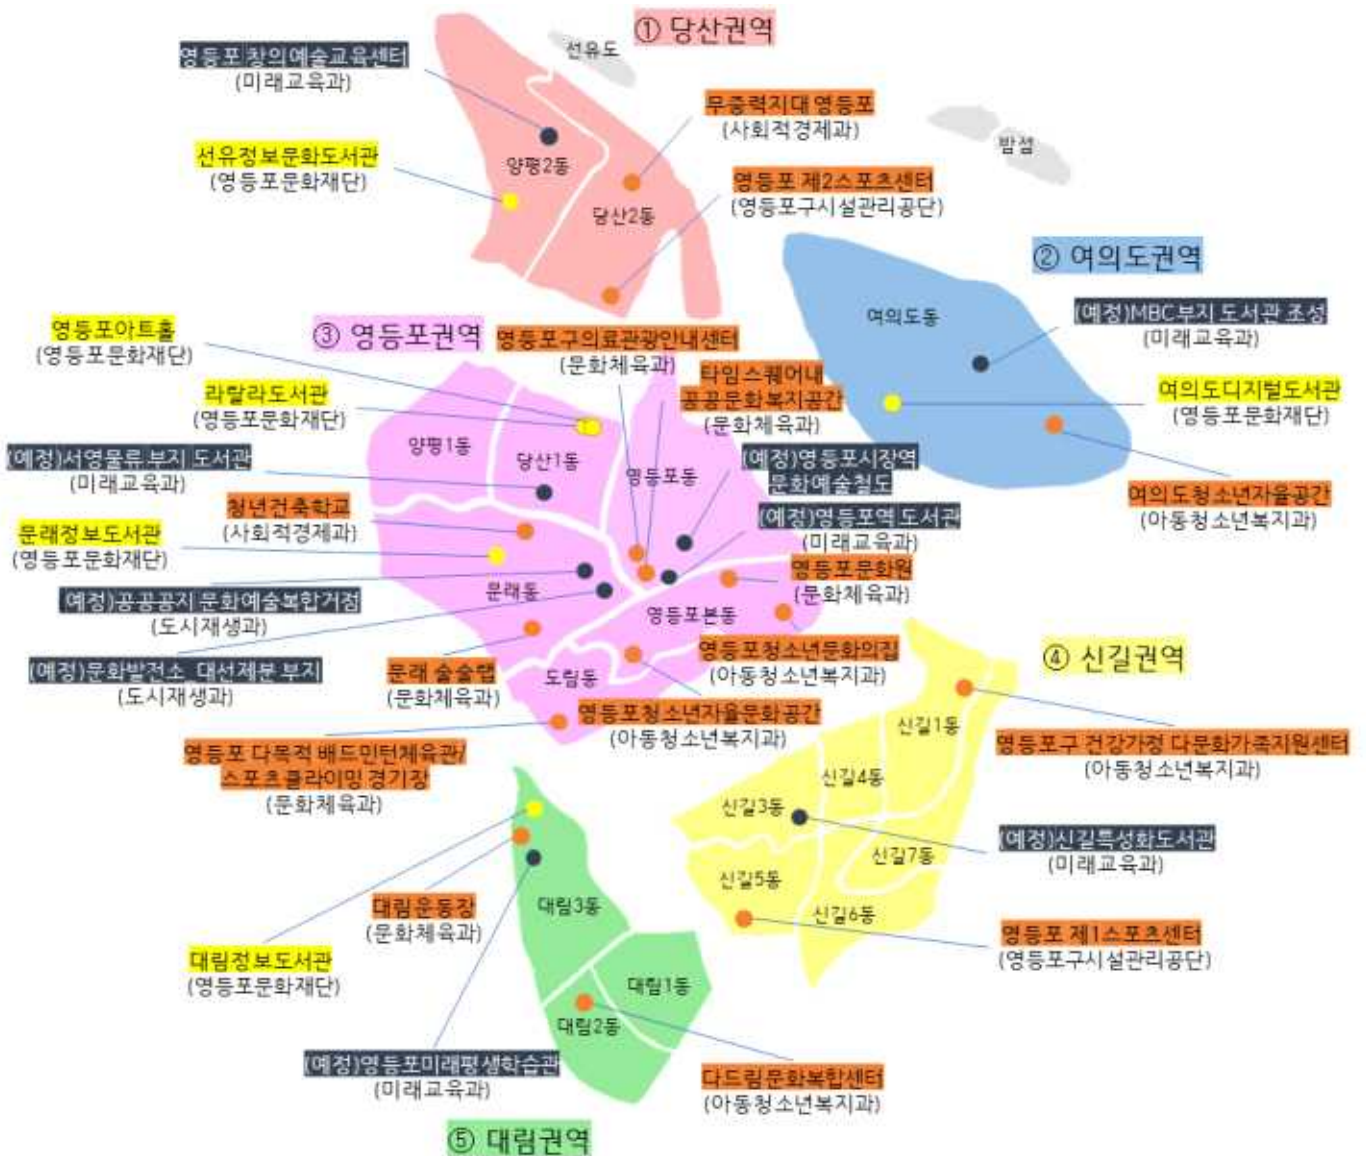 ① 당산권역
선유도
영등포 창의예술교육센터
(미래교육과)
무중력지대 영등포
(사회적경제과)
밤섬
선유정보문화도서관
(영등포문화재단)
양평2동
영등포 제2스포츠센터
(영등포구시설관리공단)
당산2동
② 여의도권역
여의도동
(예정)MBC부지 도서관 조성
(미래교육과)
여의도디지털도서관
(영등포문화재단)
여의도청소년자율공간
(아동청소년복지과)
③ 영등포권역
영등포아트홀
(영등포문화재단)
영등포구의료관광안내센터
(문화체육과)
타임스퀘어내
공공문화복지공간
(문화체육과)
라탈라도서관
(영등포문화재단)
양평1동
당산1동
영등포동
(예정)서영물류부지 도서관
(미래교육과)
(예정)영등포시장역
문화예술철도
청년건축학교
(사회적경제과)
(예정)영등포역 도서관
(미래교육과)
문래정보도서관
(영등포문화재단)
영등포문화원
(문화체육과)
(예정)공공공지 문화예술복합거점
(도시재생과)
문래동
영등포본동
(예정)문화발전소 대선제분 부지
(도시재생과)
문래 술술랩
(문화체육과)
도림동
영등포청소년문화의집
(아동청소년복지과)
영등포청소년자율문화공간
(아동청소년복지과)
영등포 다목적 배드민턴체육관/
스포츠클라이밍 경기장
(문화체육과)
④ 신길권역
신길1동
영등포구 건강가정 다문화가족지원센터
(아동청소년복지과)
신길4동
신길3동
(예정)신길특성화도서관
(미래교육과)
신길7동
신길5동
신길6동
영등포 제1스포츠센터
(영등포구시설관리공단)
대림3동
대림운동장
(문화체육과)
대림정보도서관
(영등포문화재단)
대림1동
대림2동
(예정)영등포미래평생학습관
(미래교육과)
다드림문화복합센터
(아동청소년복지과)
⑤ 대림권역